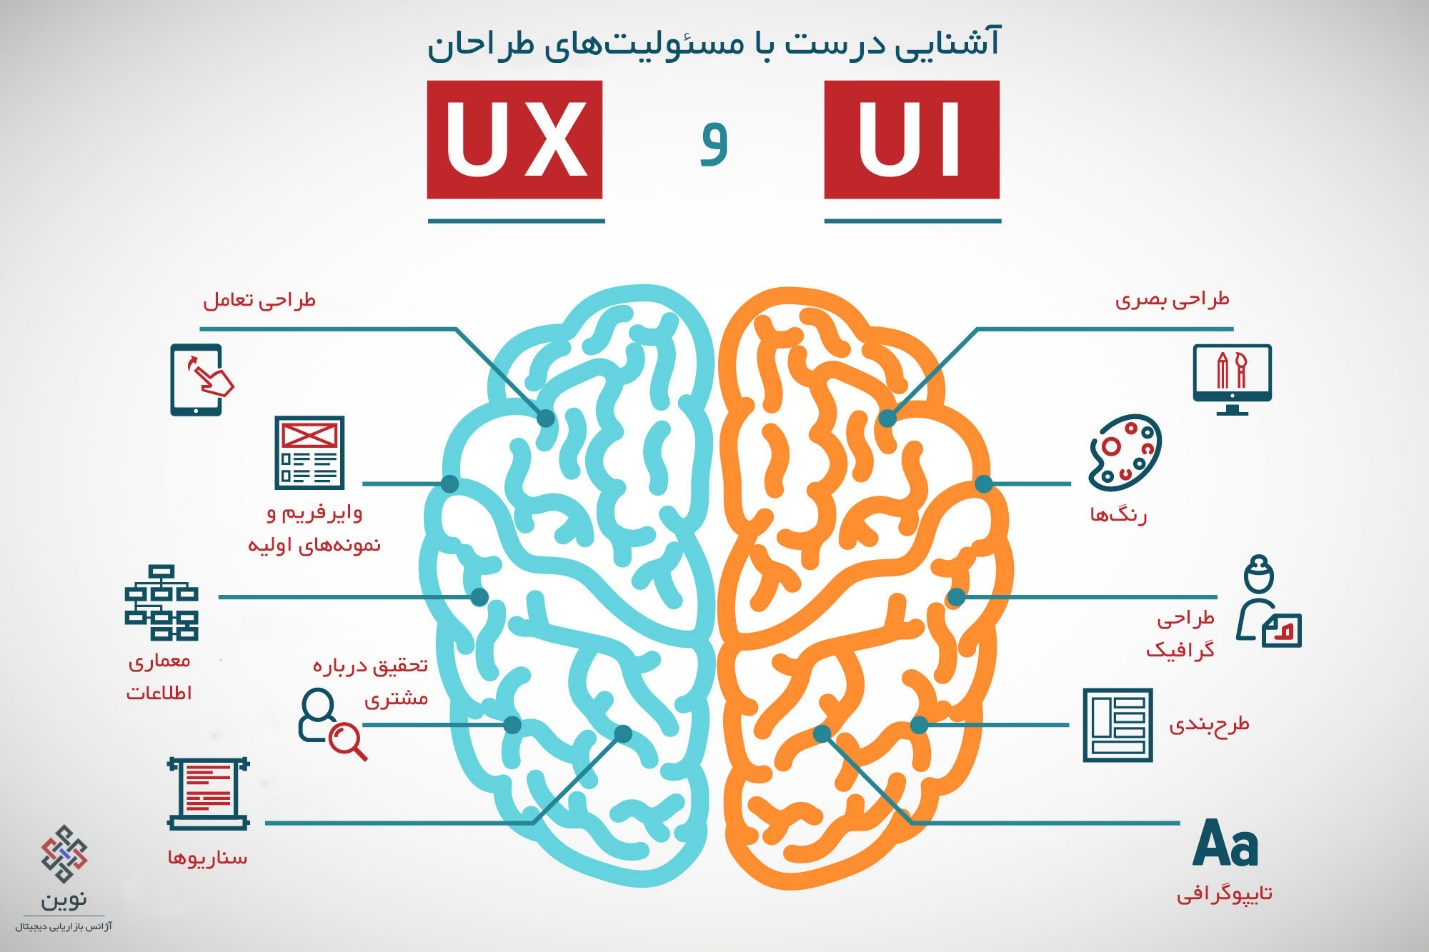 آشنایی درست با مسئولیت‌های طراحان
UI
و
UX
طراحی بصری
رنگ‌ها
طراحی
گرافیک
طرح‌بندی
Aa
تایپوگرافی
طراحی تعامل
وایرفریم و
نمونه‌های اولیه
معماری
اطلاعات
تحقیق درباره
مشتری
سناریوها
نوین
آژانس بازاریابی دیجیتال